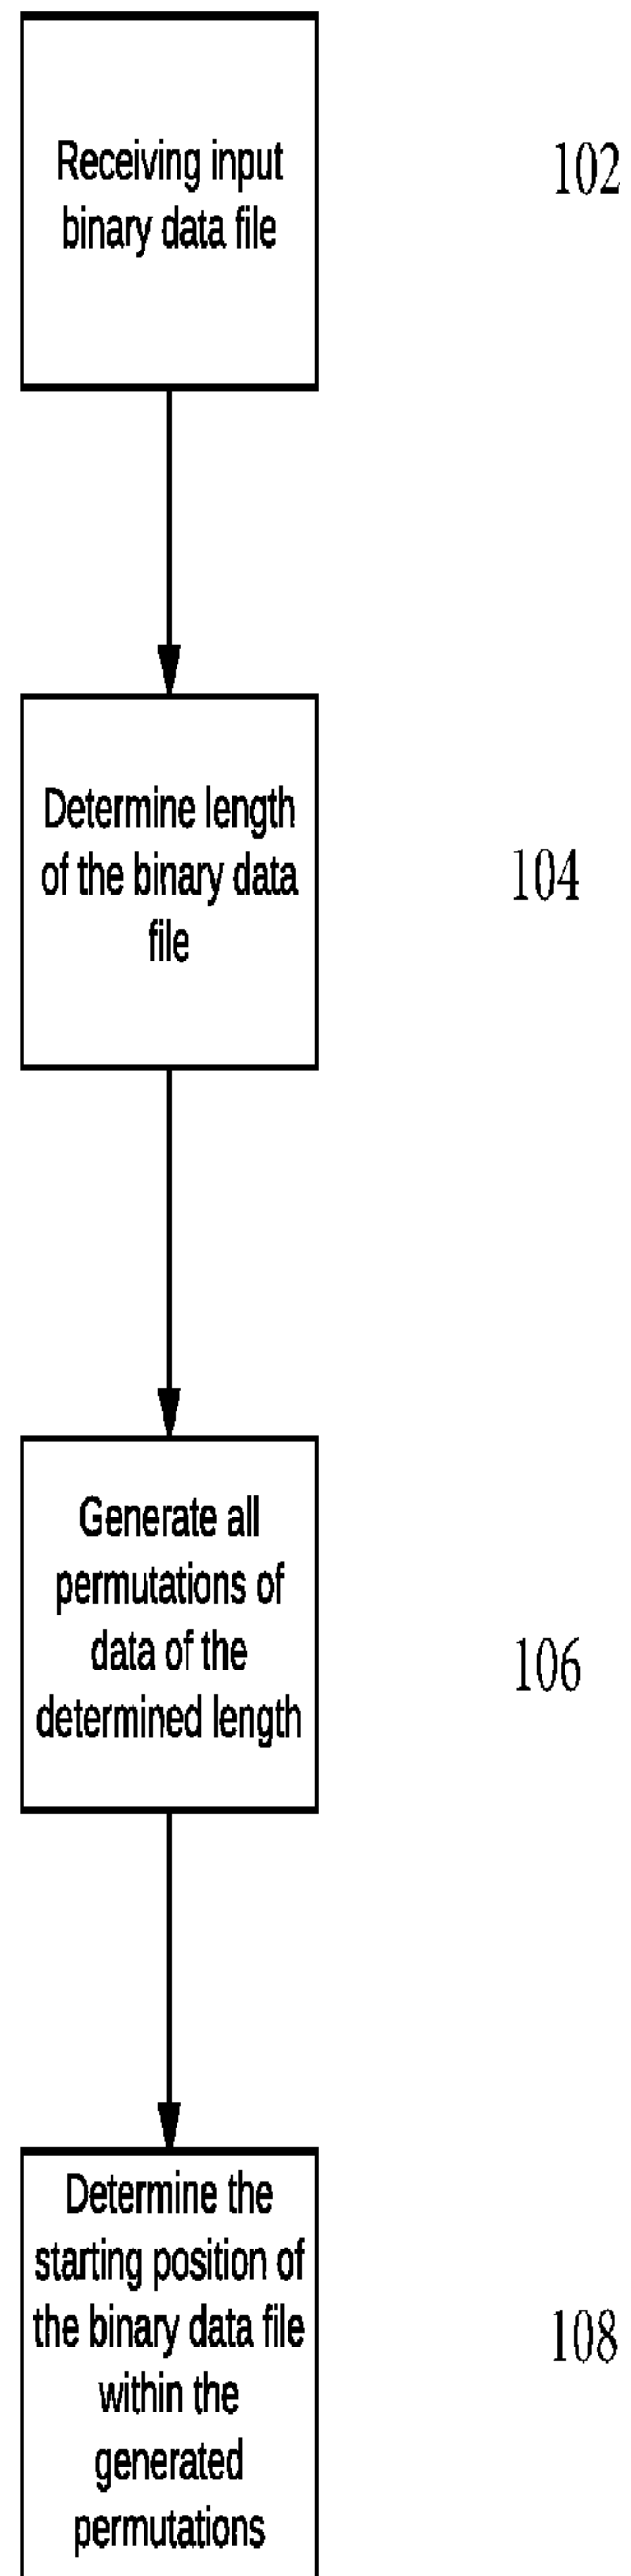 Receiving input
binary data file
102
Determine length
of the binary data
file
104
Generate all
permutations of
data of the
determined length
106
Determine the
starting position of
the binary data file
within the
generated
permutations
108